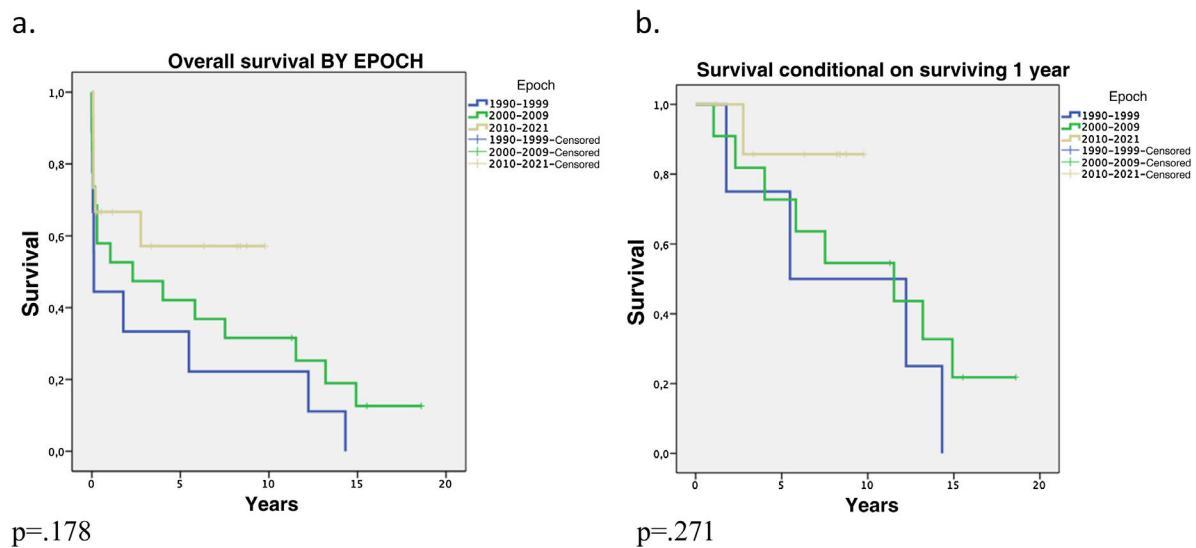 a.
Overall survival BY EPOCH
Survival
1,0
0,8
0,6
0,4
0,2
0,0
0 5 10 15 20
Years
Epoch
1990-1999
2000-2009
2010-2021
1990-1999-Censored
2000-2009-Censored
2010-2021-Censored
p=.178
b.
Survival conditional on surviving 1 year
Survival
1,0
0,8
0,6
0,4
0,2
0,0
0 5 10 15 20
Years
Epoch
1990-1999
2000-2009
2010-2021
1990-1999-Censored
2000-2009-Censored
2010-2021-Censored
p=.271